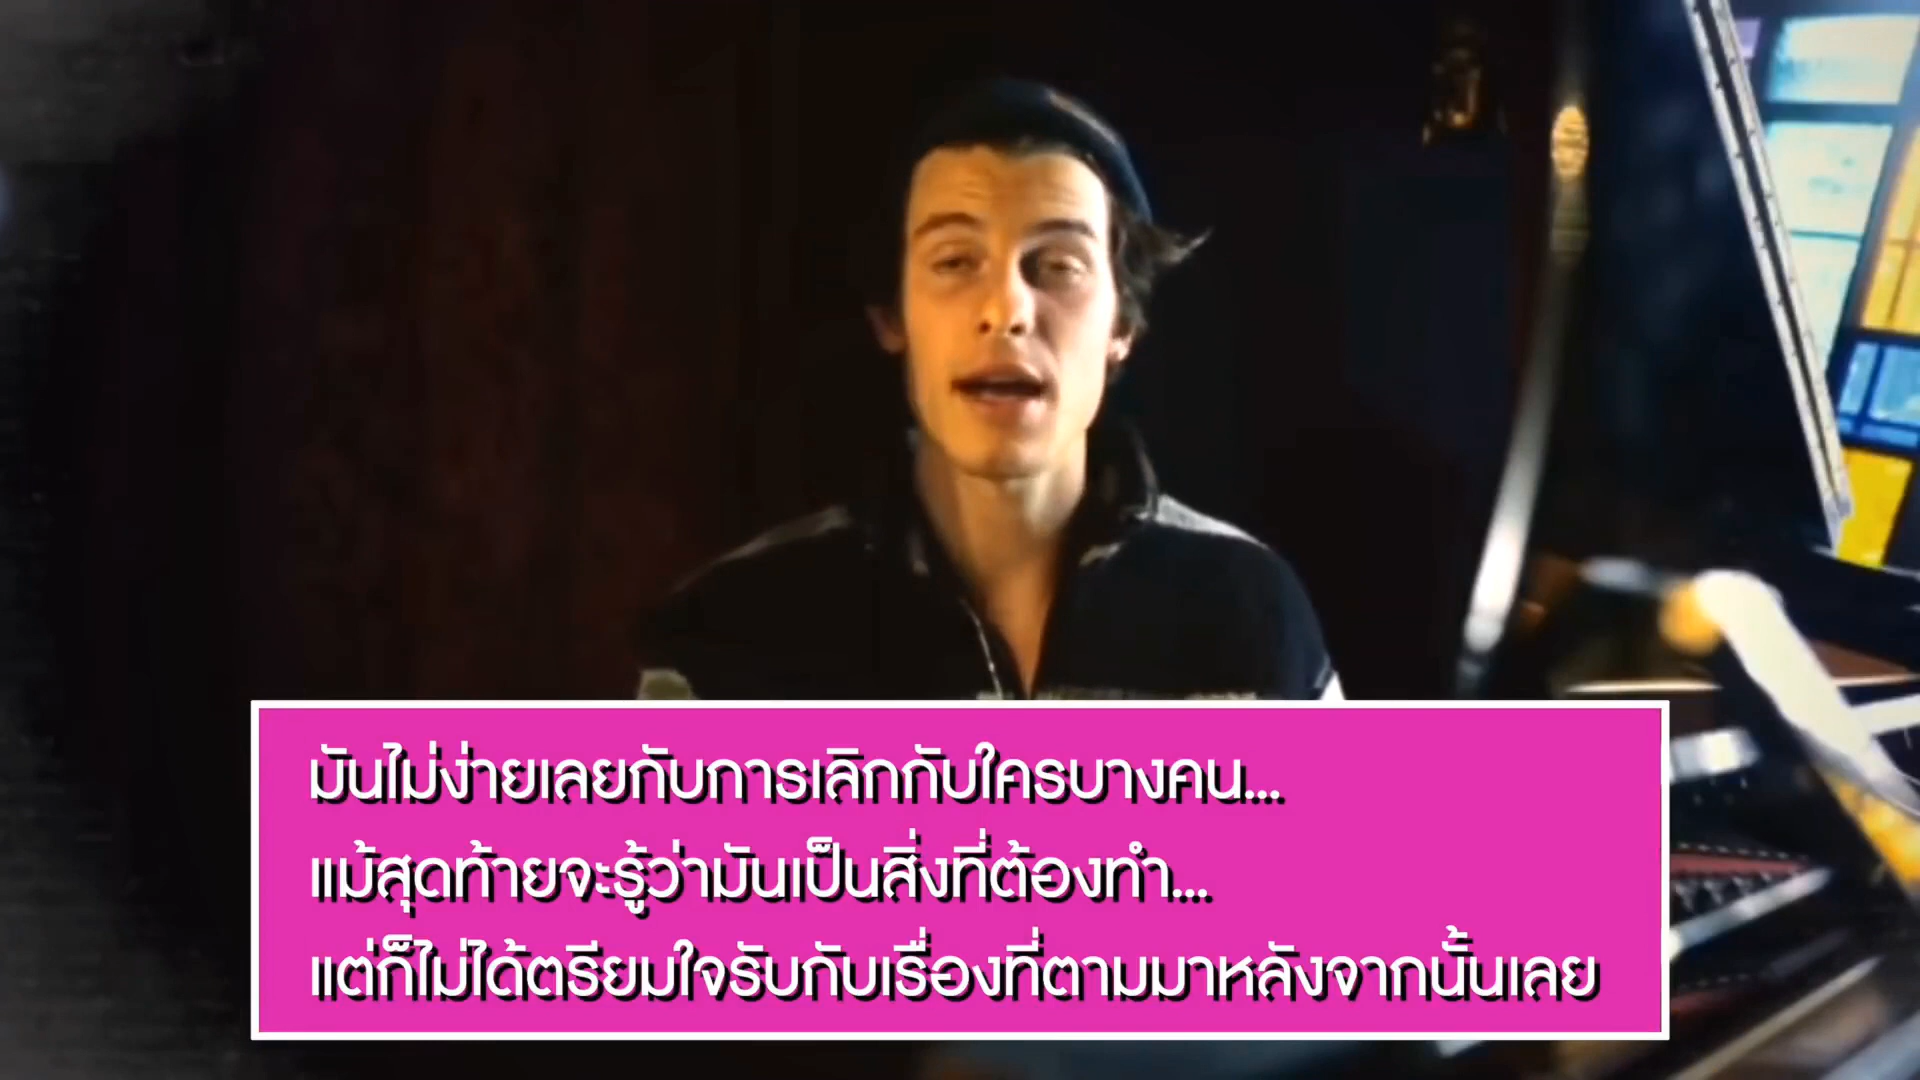 มันไม่ง่ายเลยกับการเลิกกับใครบางคน...
แม้สุดท้ายจะรู้ว่ามันเป็นสิ่งที่ต้องทำ...
แต่ก็ไม่ได้ตรียมใจรับกับเรื่องที่ตามมาหลังจากนั้นเลย